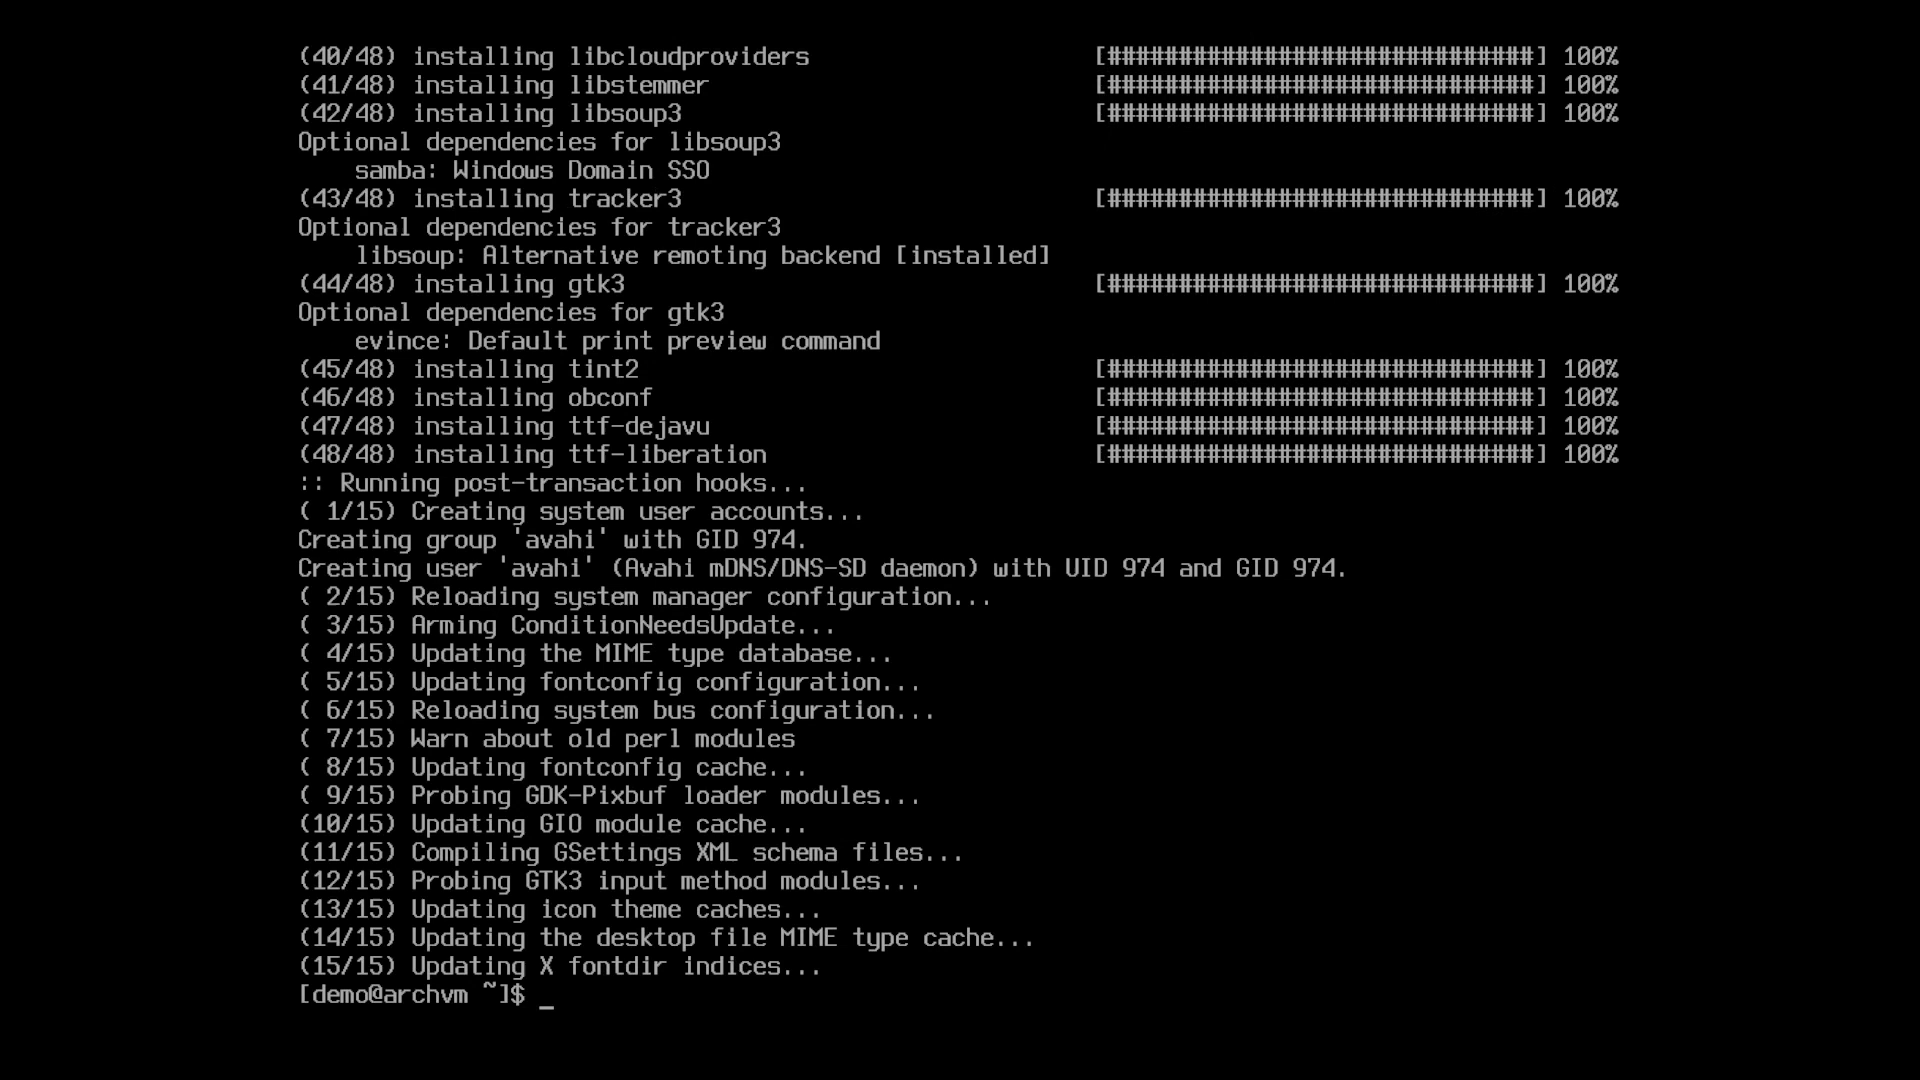 (40/48) installing libcloudproviders [##############################] 100%
(41/48) installing libstemmer [##############################] 100%
(42/48) installing libsoup3 [##############################] 100%
Optional dependencies for libsoup3
    samba: Windows Domain SSO
(43/48) installing tracker3 [##############################] 100%
Optional dependencies for tracker3
    libsoup: Alternative remoting backend [installed]
(44/48) installing gtk3 [##############################] 100%
Optional dependencies for gtk3
    evince: Default print preview command
(45/48) installing tint2 [##############################] 100%
(46/48) installing obconf [##############################] 100%
(47/48) installing ttf-dejavu [##############################] 100%
(48/48) installing ttf-liberation [##############################] 100%
:: Running post-transaction hooks...
( 1/15) Creating system user accounts...
Creating group 'avahi' with GID 974.
Creating user 'avahi' (Avahi mDNS/DNS-SD daemon) with UID 974 and GID 974.
( 2/15) Reloading system manager configuration...
( 3/15) Arming ConditionNeedsUpdate...
( 4/15) Updating the MIME type database...
( 5/15) Updating fontconfig configuration...
( 6/15) Reloading system bus configuration...
( 7/15) Warn about old perl modules
( 8/15) Updating fontconfig cache...
( 9/15) Probing GDK-Pixbuf loader modules...
(10/15) Updating GIO module cache...
(11/15) Compiling GSettings XML schema files...
(12/15) Probing GTK3 input method modules...
(13/15) Updating icon theme caches...
(14/15) Updating the desktop file MIME type cache...
(15/15) Updating X fontdir indices...
[demo@archvm ~]$ _